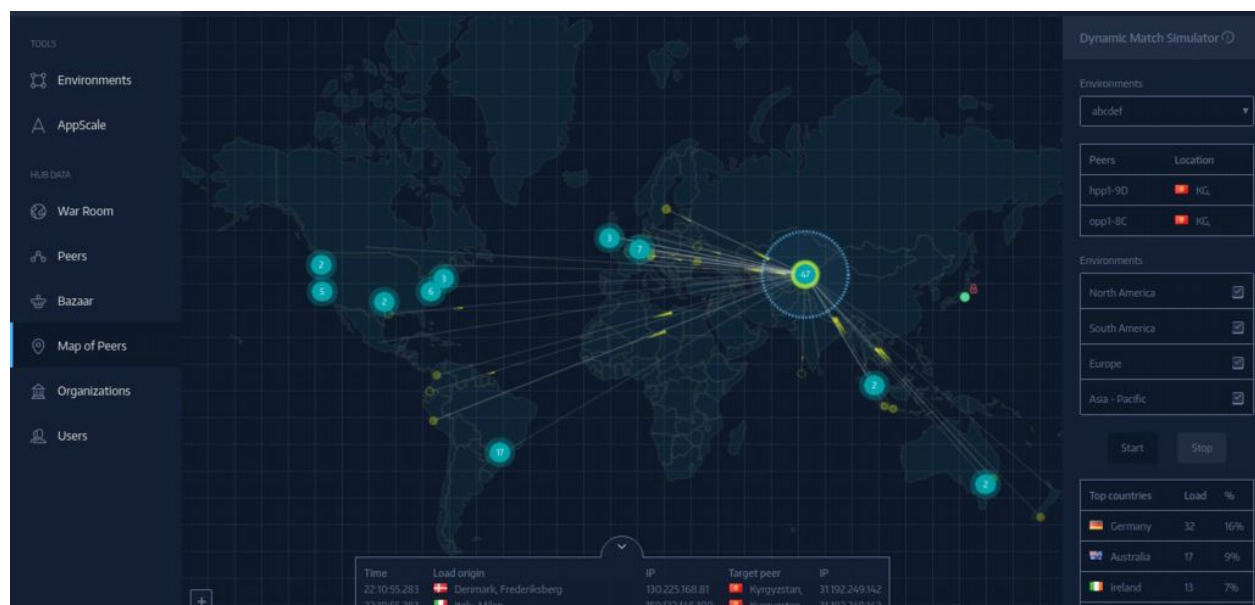 TOOLS
Environments
AppScale
HUB DATA
War Room
Peers
Bazaar
Map of Peers
Organizations
Users
2
5
2
3
6
17
3
7
47
2
2
Time Load origin IP Target peer IP
22:10:55.283 Denmark, Frederiksberg 130.225.168.81 Kyrgyzstan, 31.192.249.142
Dynamic Match Simulator
Environments
abcdef
Peers Location
hpp1-9D KG,
opp1-8C KG,
Environments
North America
South America
Europe
Asia - Pacific
Start Stop
Top countries Load %
Germany 32 16%
Australia 17 9%
Ireland 13 7%